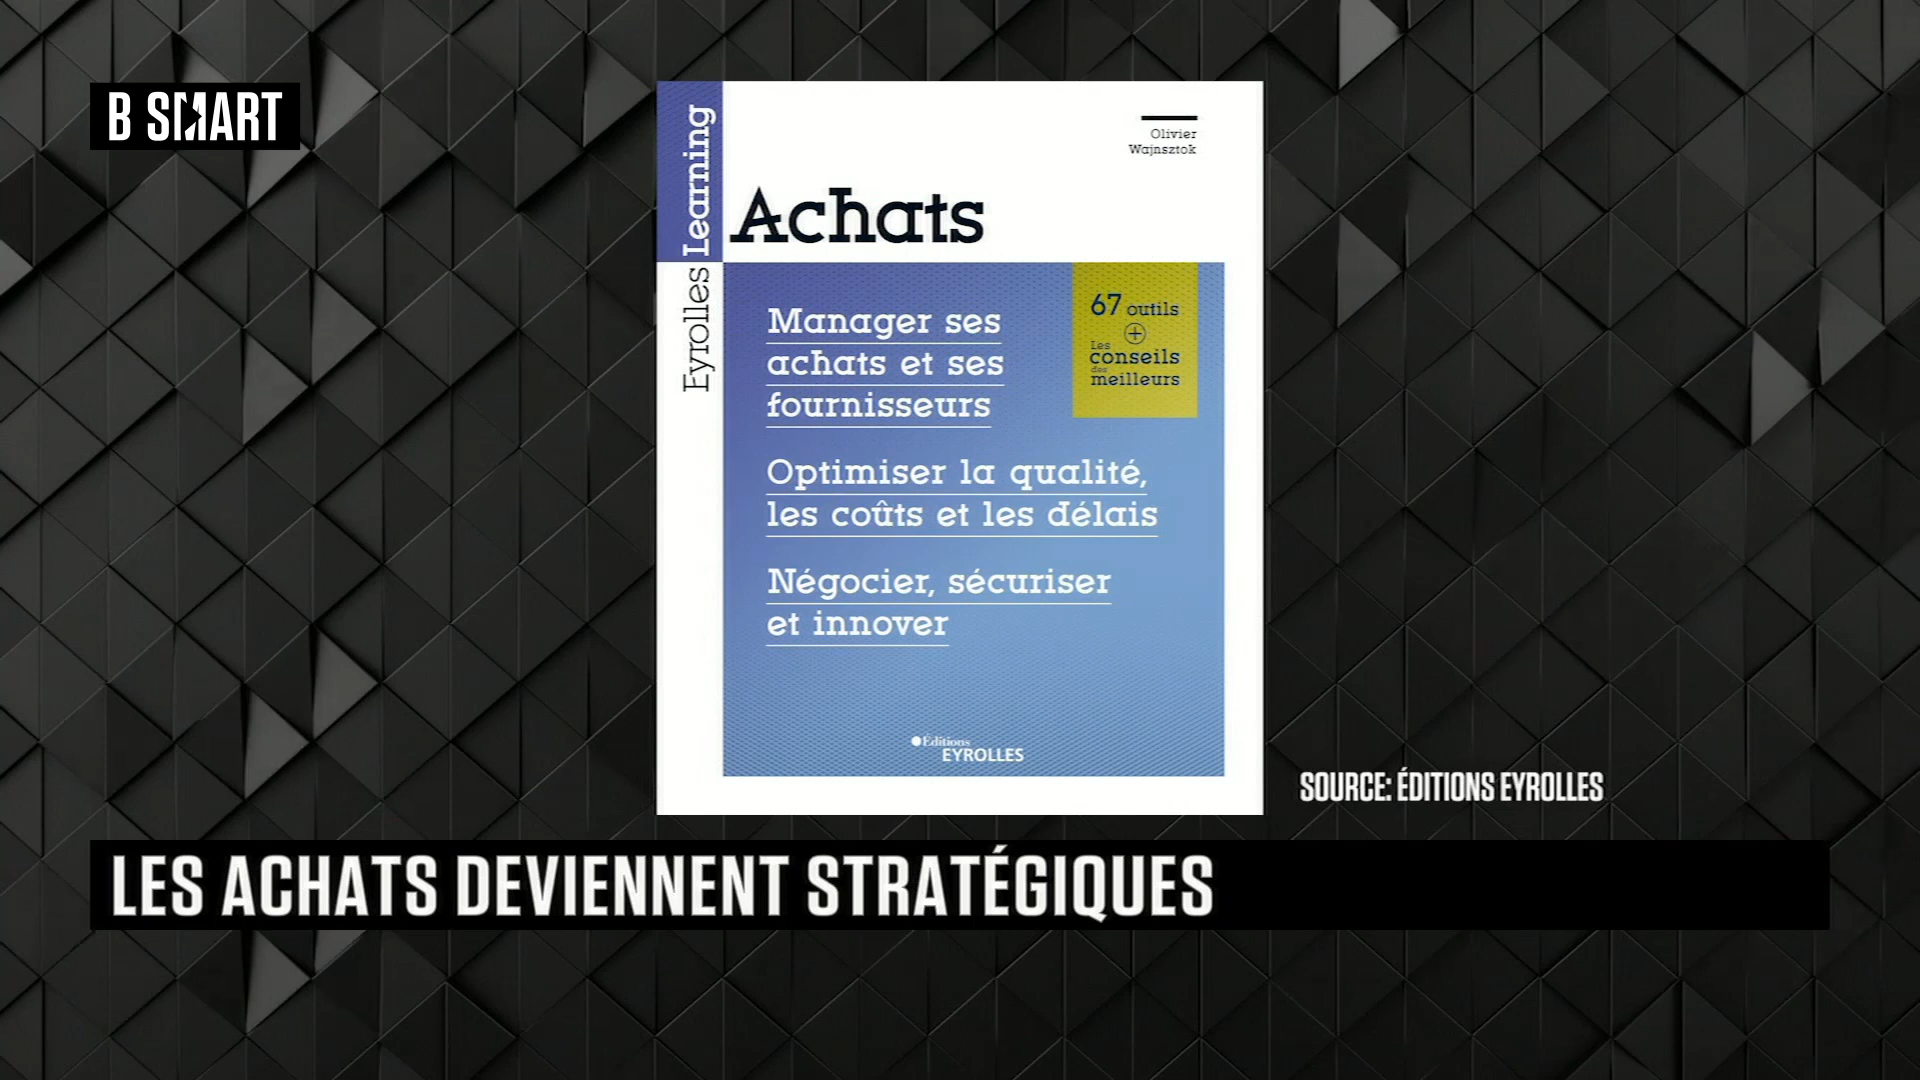 B SMART
Eyrolles Learning
Olivier
Wajnsztok
Achats
67 outils
+
Les
conseils
des
meilleurs
Manager ses
achats et ses
fournisseurs
Optimiser la qualité,
les coûts et les délais
Négocier, sécuriser
et innover
Éditions
EYROLLES
SOURCE: ÉDITIONS EYROLLES
LES ACHATS DEVIENNENT STRATÉGIQUES